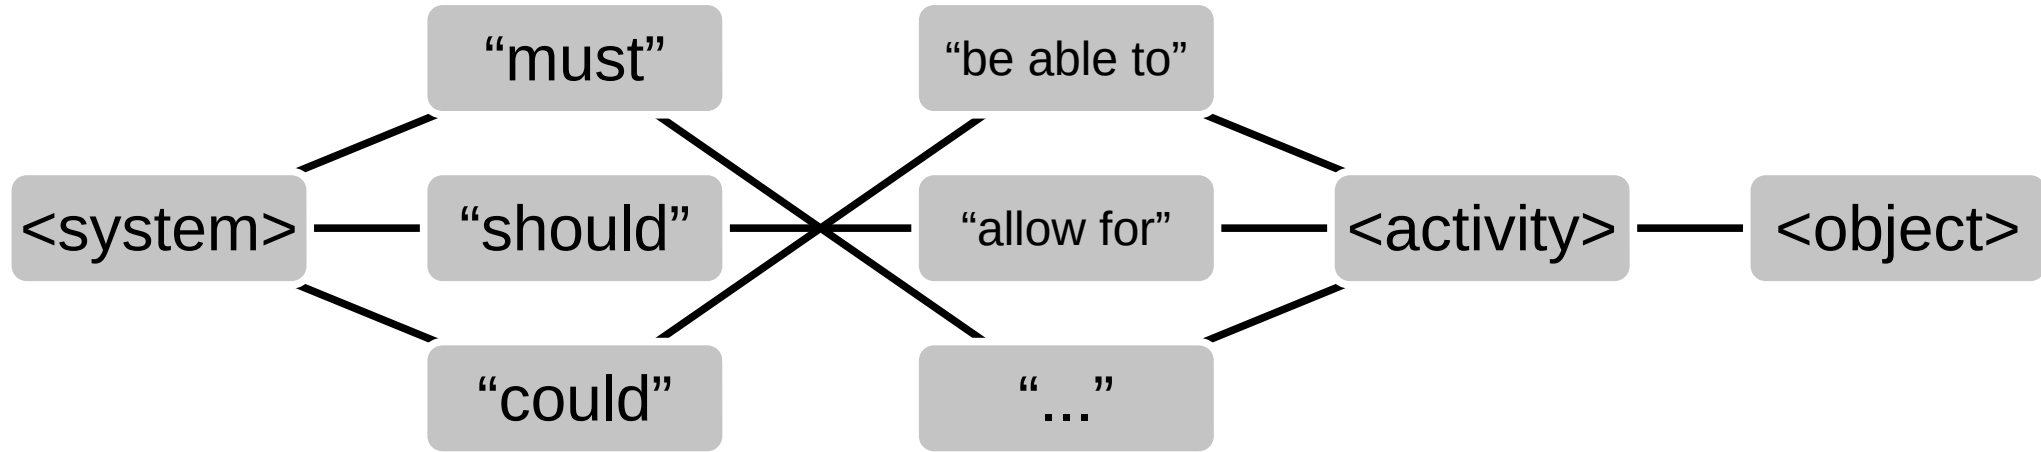 “must”
“be able to”
<system>
“should”
“allow for”
<activity>
<object>
“could”
“...”